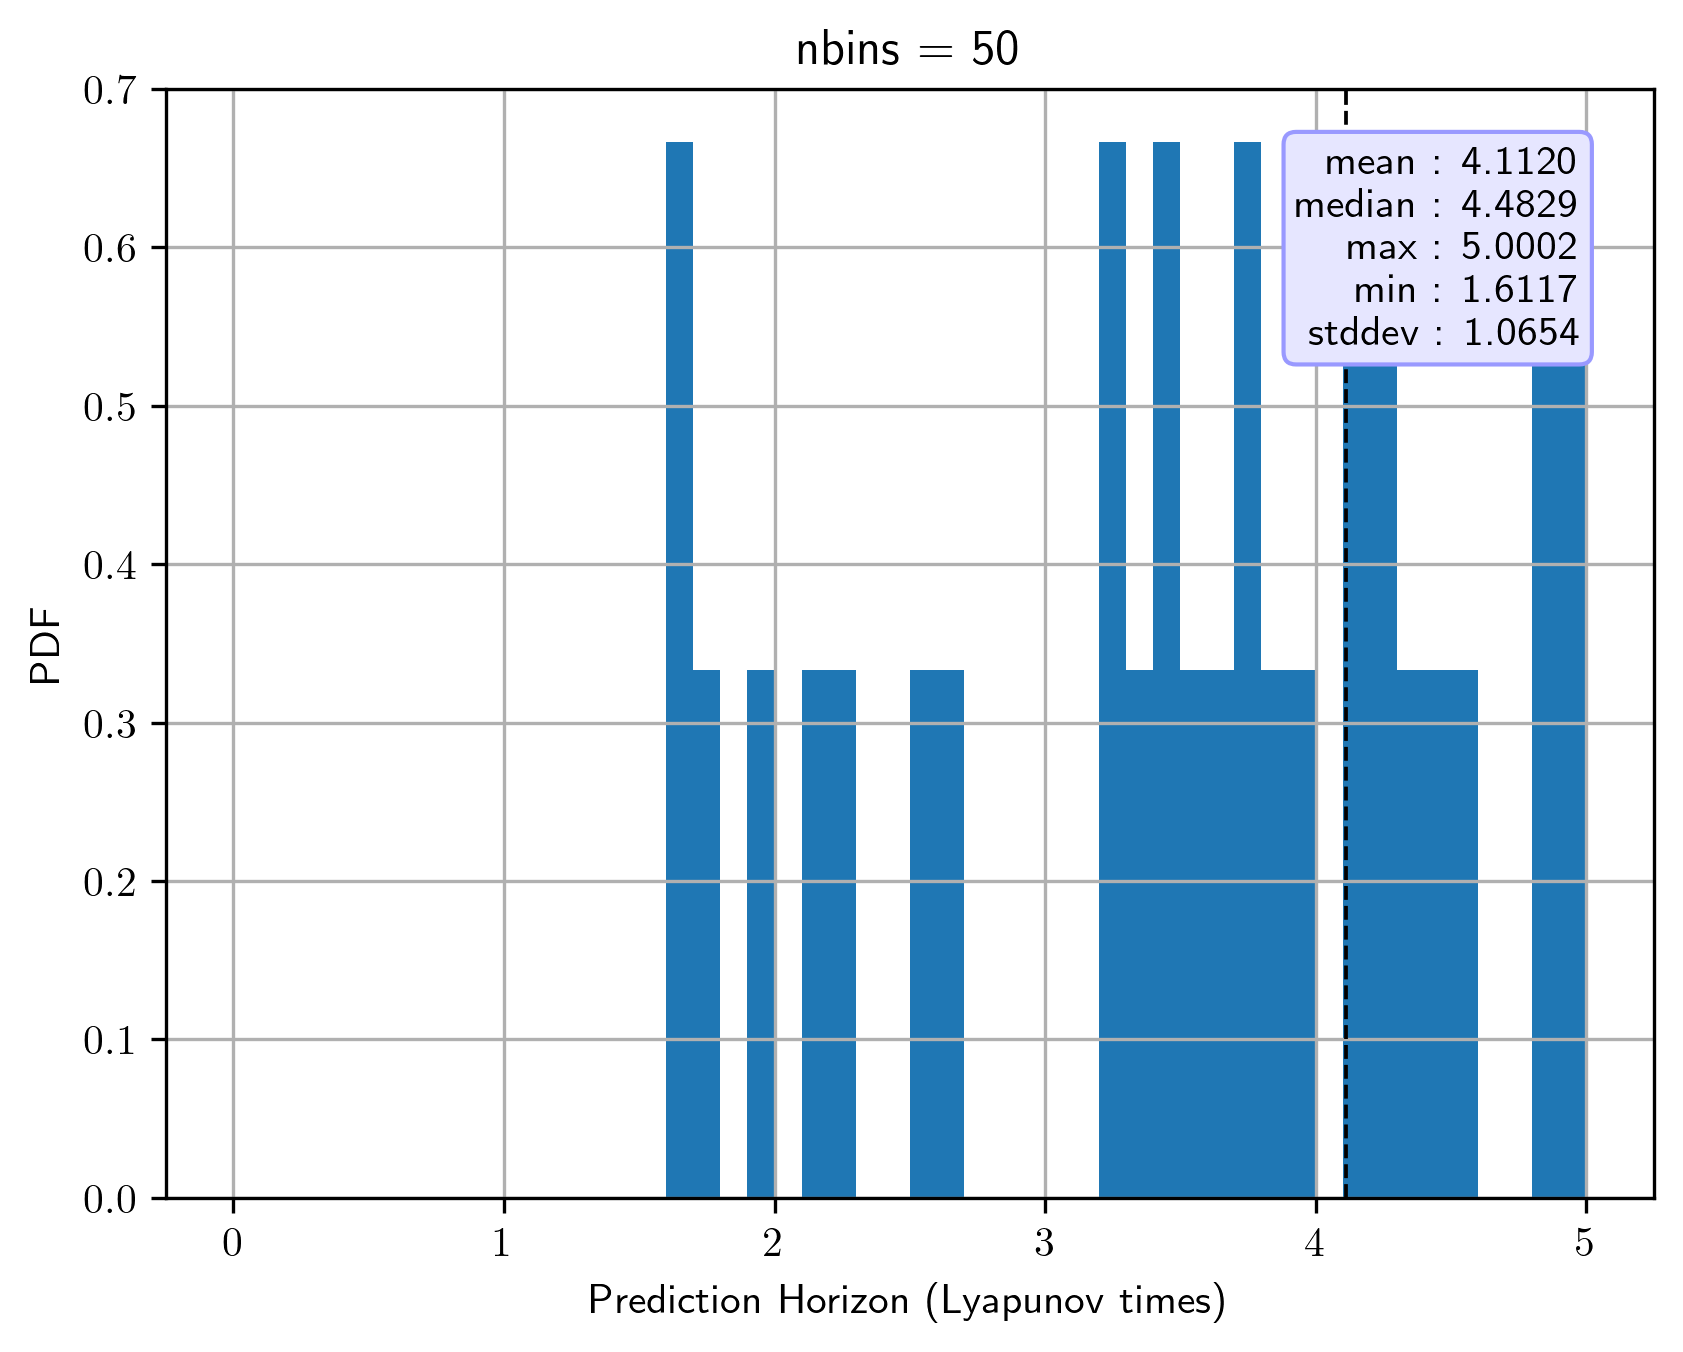 nbins = 50
0.7
0.6
0.5
0.4
0.3
0.2
0.1
0.0
PDF
mean : 4.1120
median : 4.4829
max : 5.0002
min : 1.6117
stddev : 1.0654
0 1 2 3 4 5
Prediction Horizon (Lyapunov times)